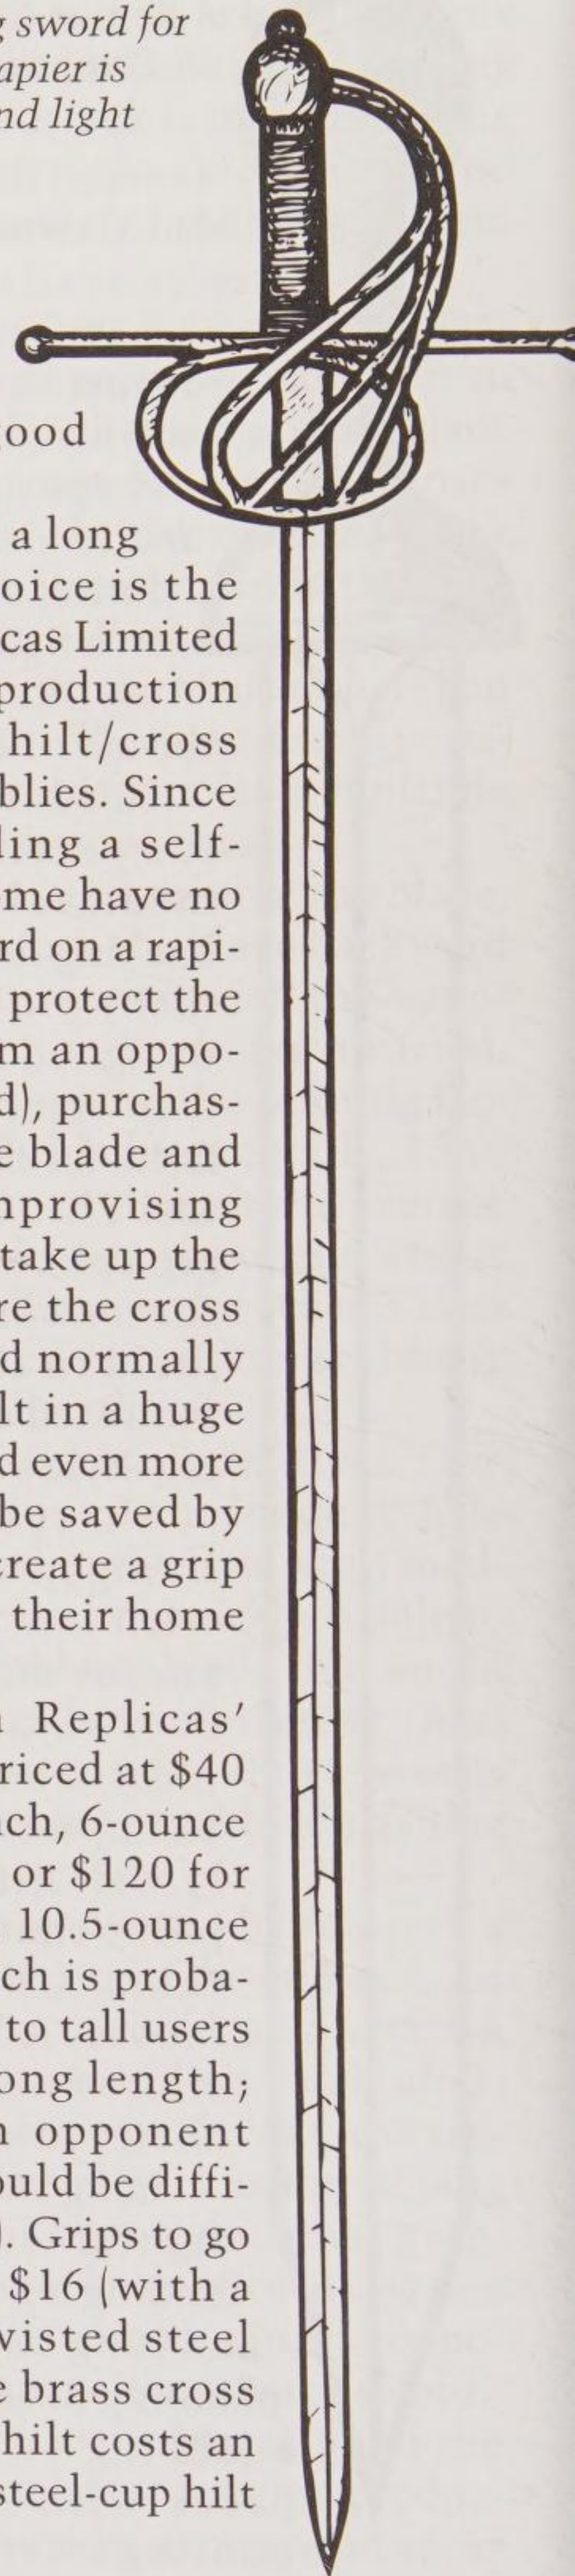 sword for
apier is
nd light
ood
a long
oice is the
cas Limited
production
hilt/cross
blies. Since
ling a self-
me have no
rd on a rapi-
protect the
m an oppo-
d), purchas-
e blade and
nprovising
take up the
re the cross
d normally
lt in a huge
d even more
be saved by
create a grip
their home
Replicas'
riced at $40
ch, 6-ounce
or $120 for
10.5-ounce
ch is proba-
to tall users
ong length;
opponent
ould be diffi-
). Grips to go
$16 (with a
wisted steel
e brass cross
hilt costs an
steel-cup hilt